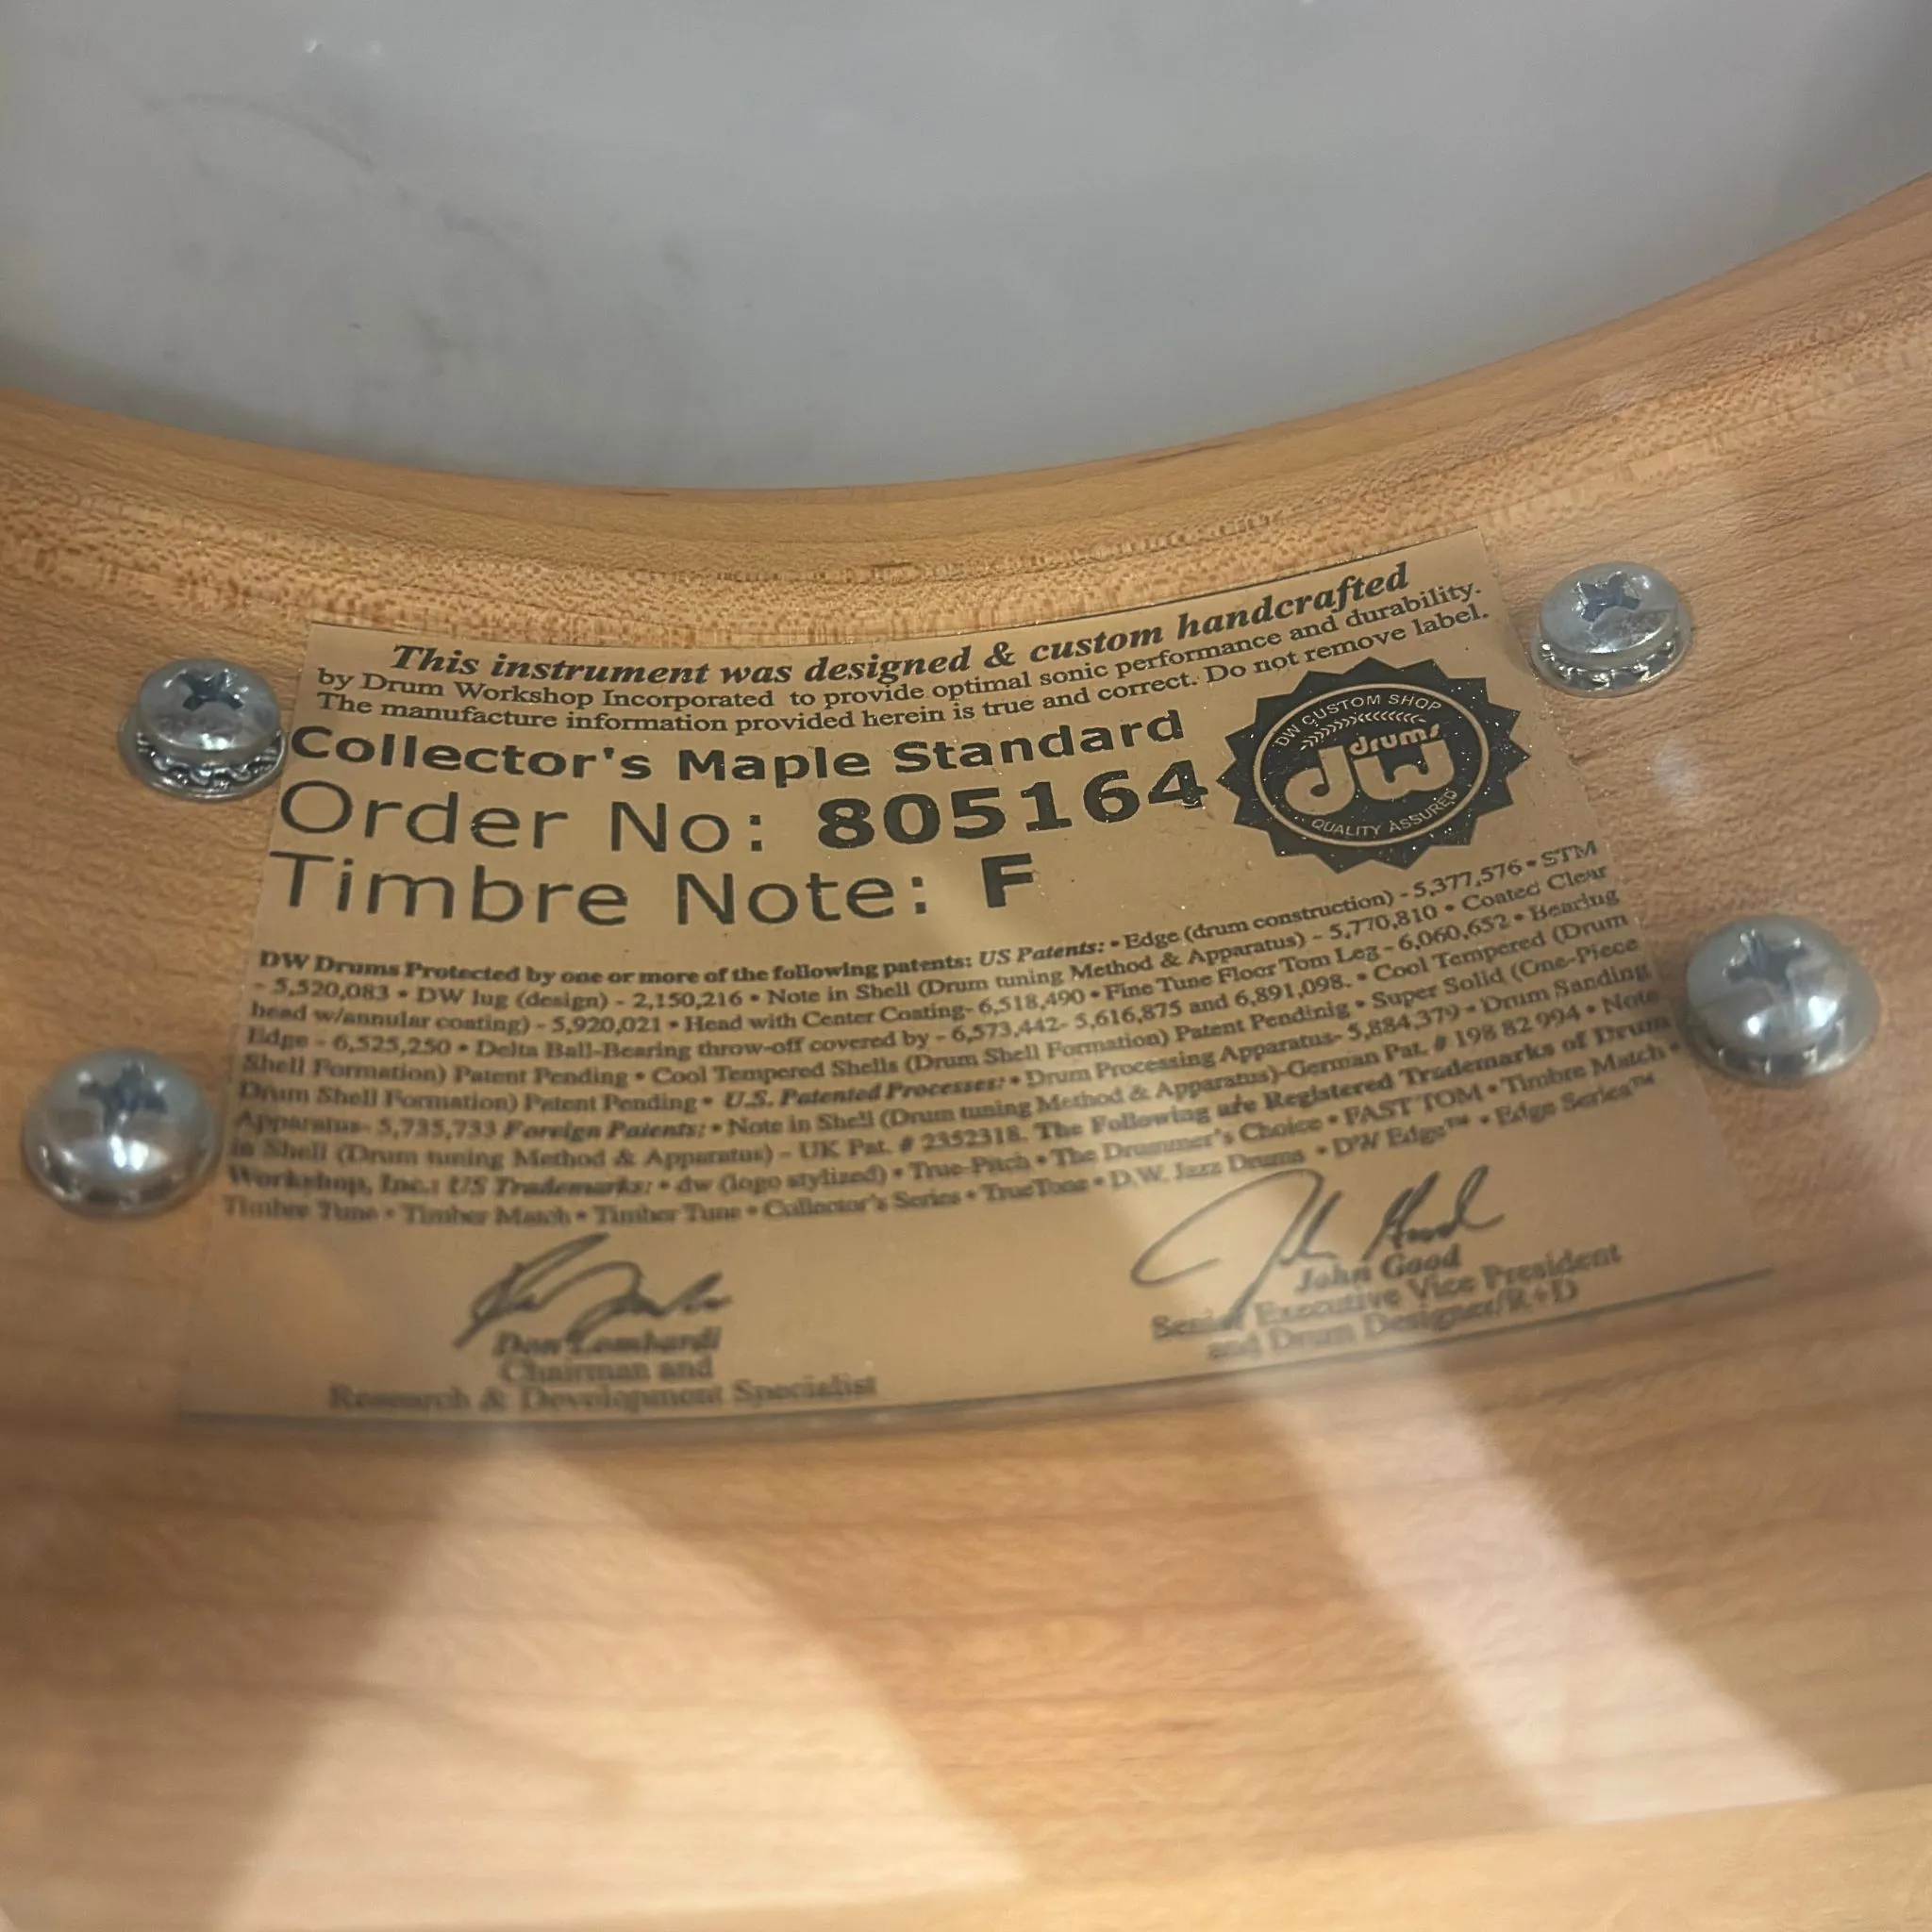 This instrument was designed & custom handcrafted
by Drum Workshop Incorporated to provide optimal sonic performance and durability.
The manufacture information provided herein is true and correct. Do not remove label.
Collector's Maple Standard
Order No: 805164
Timbre Note: F
DW CUSTOM SHOP
drums
dw
QUALITY ASSURED
DW Drums Protected by one or more of the following patents: US Patents: • Edge (drum construction) - 5,377,576 • STM
- 5,520,083 • DW lug (design) - 2,150,216 • Note in Shell (Drum tuning Method & Apparatus) - 5,770,810 • Coated Clear
head w/annular coating) - 5,920,021 • Head with Center Coating- 6,518,490 • Fine Tune Floor Tom Leg - 6,060,652 • Bearing
Edge - 6,525,250 • Delta Ball-Bearing throw-off covered by - 6,573,442- 5,616,875 and 6,891,098. • Cool Tempered (Drum
Shell Formation) Patent Pending • Cool Tempered Shells (Drum Shell Formation) Patent Pendinig • Super Solid (One-Piece
Drum Shell Formation) Patent Pending • U.S. Patented Processes: • Drum Processing Apparatus- 5,884,379 • Drum Sanding
Apparatus- 5,735,733 Foreign Patents: • Note in Shell (Drum tuning Method & Apparatus)-German Pat. # 198 82 994 • Note
in Shell (Drum tuning Method & Apparatus) - UK Pat. # 2352318. The Following are Registered Trademarks of Drum
Workshop, Inc.: US Trademarks: • dw (logo stylized) • True-Pitch • The Drummer's Choice • FAST TOM • Timbre Match •
Timbre Tune • Timber Match • Timber Tune • Collector's Series • TrueTone • D.W. Jazz Drums • DW Edge™ • Edge Series™
John Good
John Good
Senior Executive Vice President
and Drum Designer/R+D
Don Lombardi
Chairman and
Research & Development Specialist